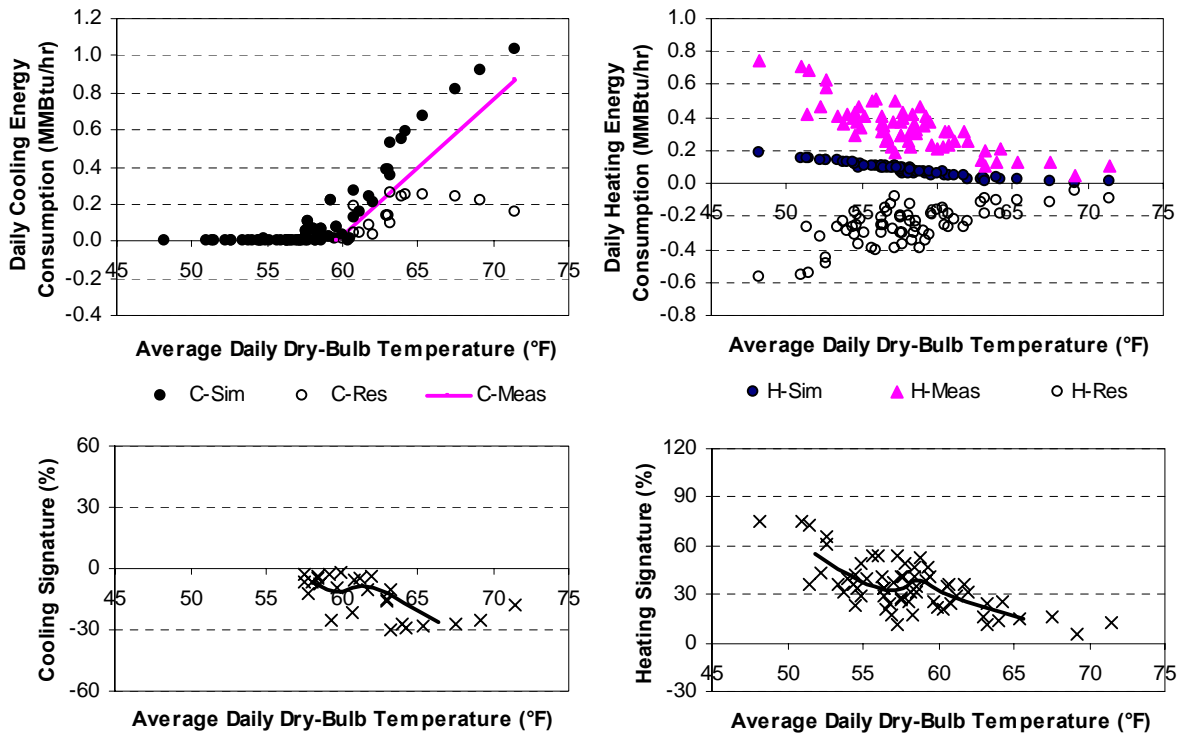 Daily Cooling Energy
Consumption (MMBtu/hr)
1.2
1.0
0.8
0.6
0.4
0.2
0.0
-0.2
-0.4
45 50 55 60 65 70 75
Average Daily Dry-Bulb Temperature (°F)
C-Sim C-Res C-Meas
Daily Heating Energy
Consumption (MMBtu/hr)
1.0
0.8
0.6
0.4
0.2
0.0
-0.2
-0.4
-0.6
-0.8
45 50 55 60 65 70 75
Average Daily Dry-Bulb Temperature (°F)
H-Sim H-Meas H-Res
Cooling Signature (%)
60
30
0
-30
-60
45 50 55 60 65 70 75
Average Daily Dry-Bulb Temperature (°F)
Heating Signature (%)
120
90
60
30
0
-30
45 50 55 60 65 70 75
Average Daily Dry-Bulb Temperature (°F)